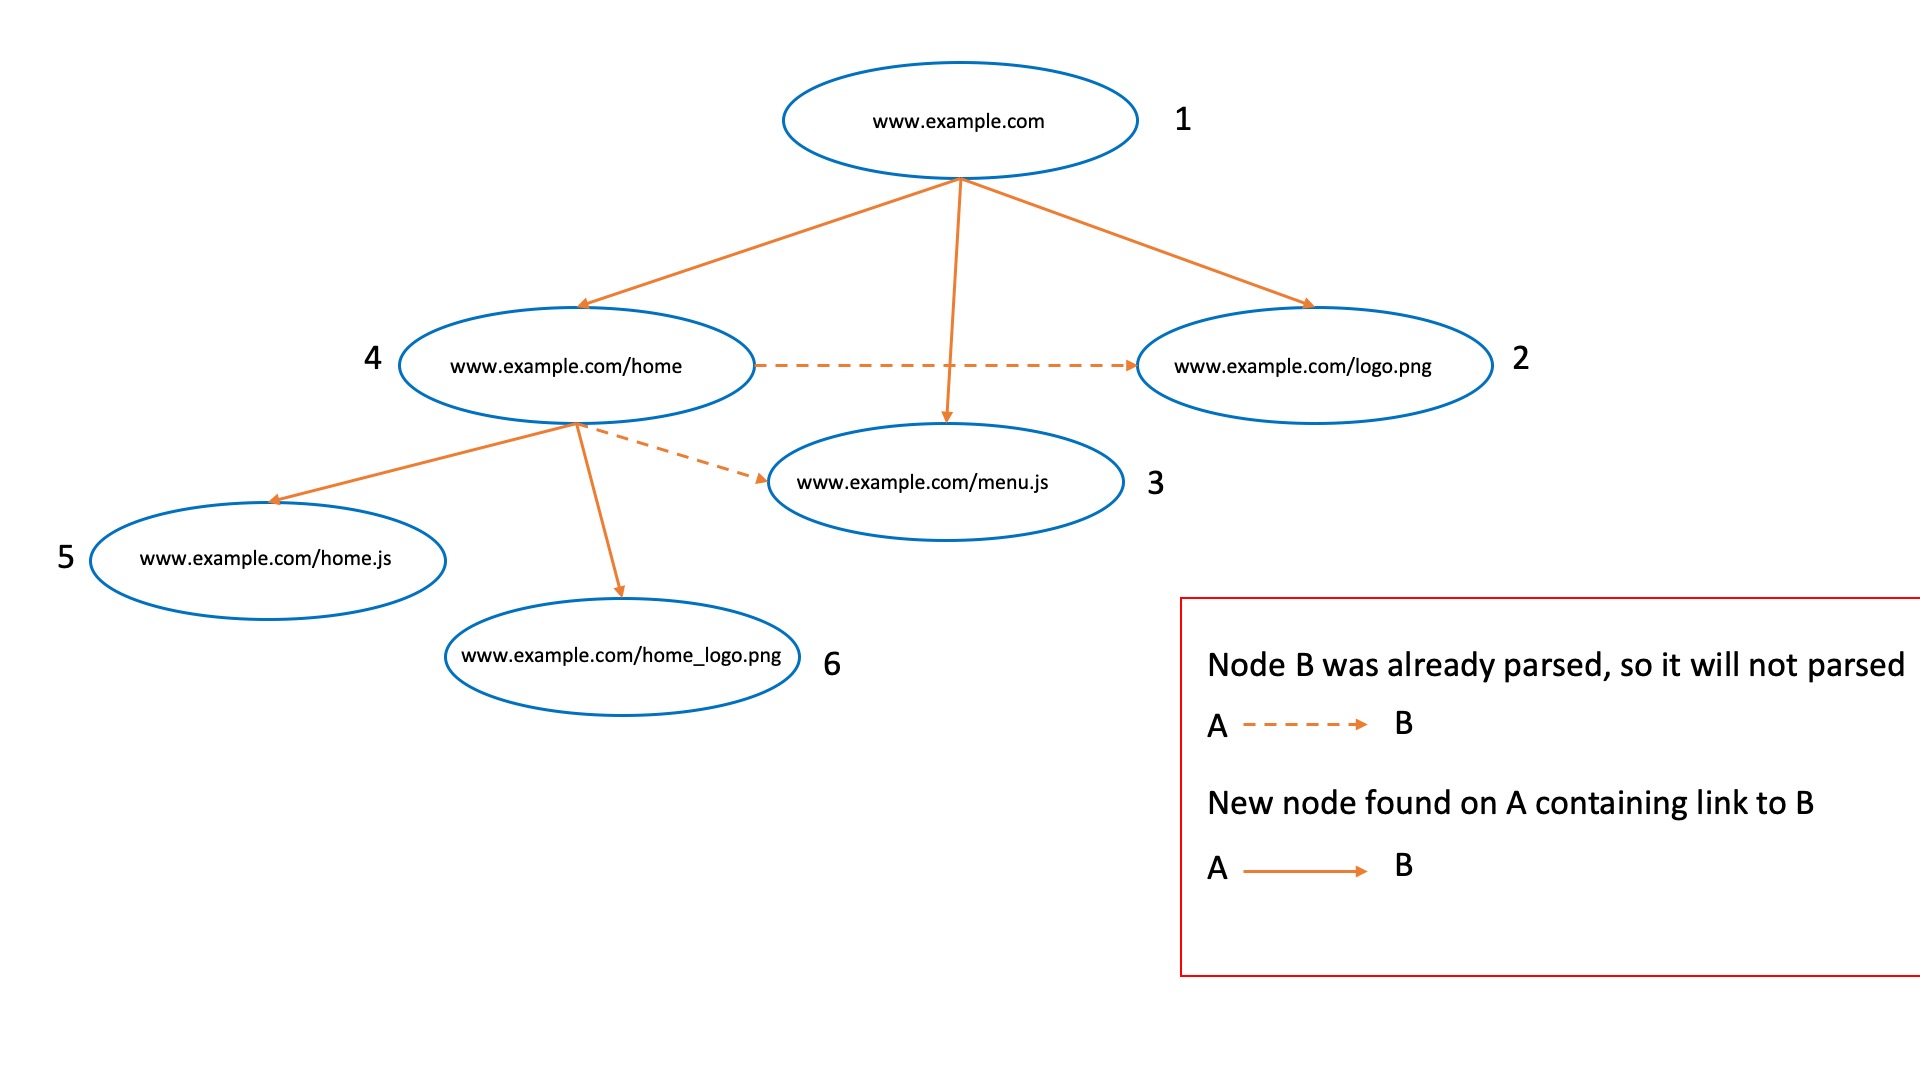 www.example.com
1
4
www.example.com/home
www.example.com/logo.png
2
www.example.com/menu.js
3
5
www.example.com/home.js
www.example.com/home_logo.png
6
Node B was already parsed, so it will not parsed
A B
New node found on A containing link to B
A B